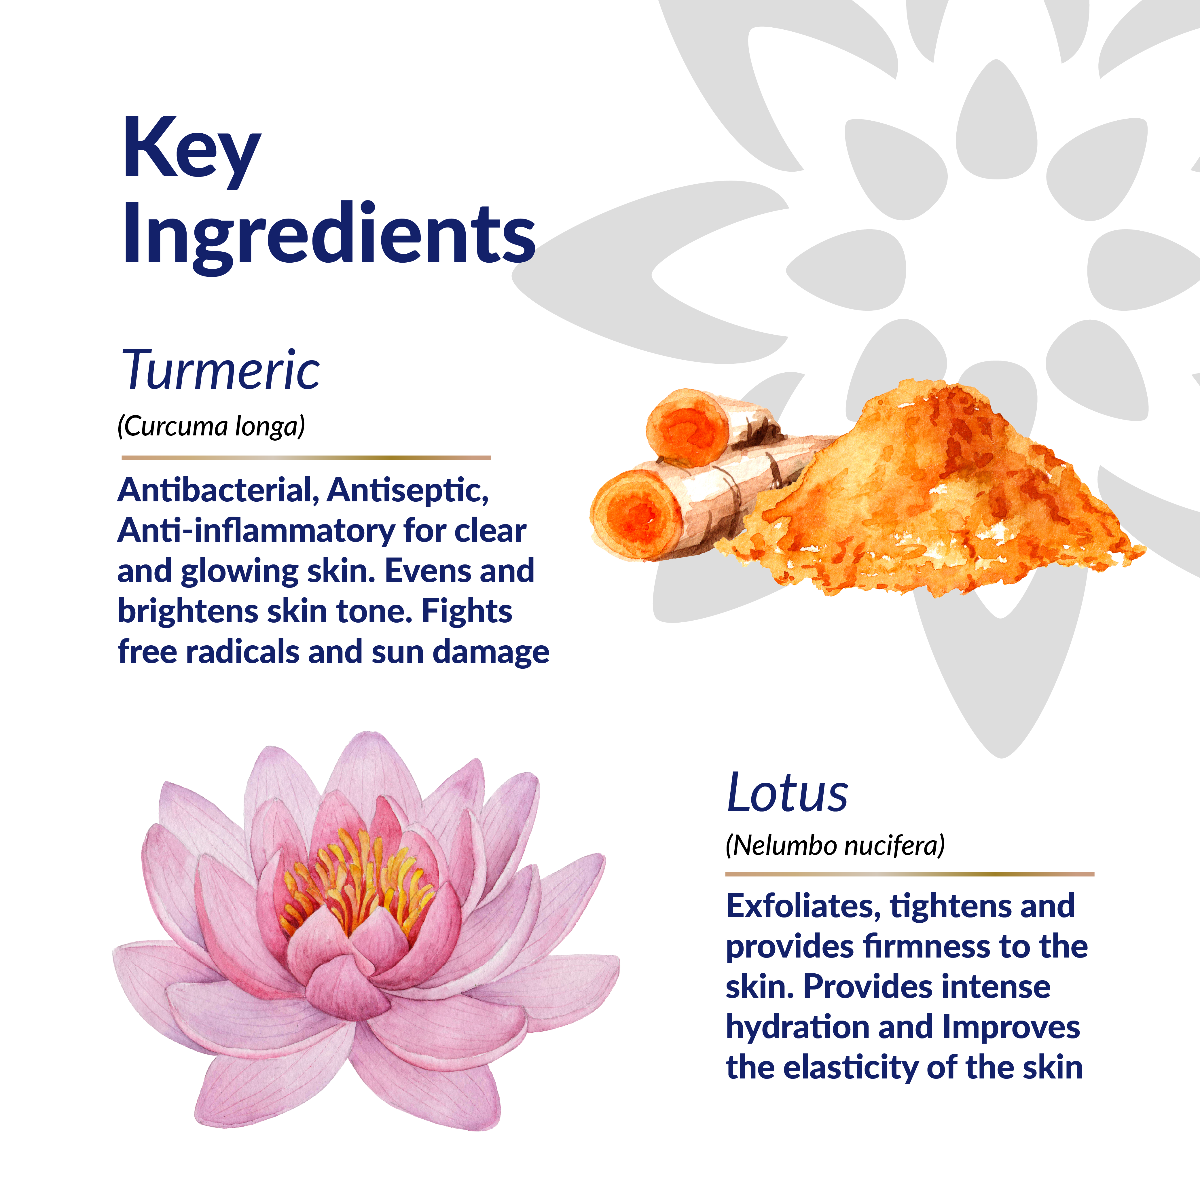 Key
Ingredients
Turmeric
(Curcuma longa)
Antibacterial, Antiseptic,
Anti-inflammatory for clear
and glowing skin. Evens and
brightens skin tone. Fights
free radicals and sun damage
Lotus
(Nelumbo nucifera)
Exfoliates, tightens and
provides firmness to the
skin. Provides intense
hydration and Improves
the elasticity of the skin